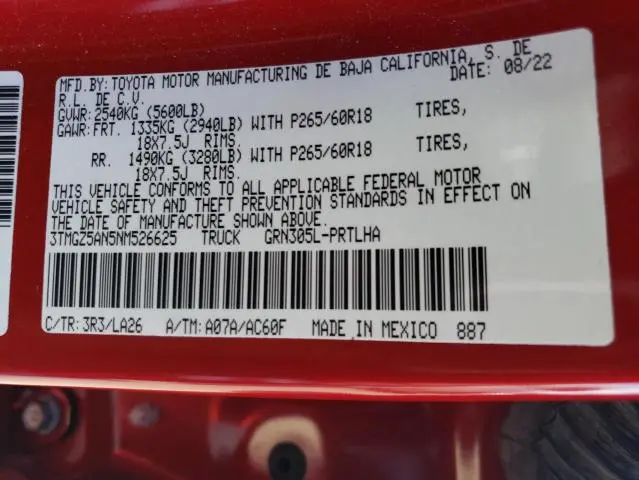 MFD.BY: TOYOTA MOTOR MANUFACTURING DE BAJA CALIFORNIA, S. DE
R.L. DE C.V. DATE: 08/22
GVWR: 2540KG (5600LB)
GAWR: FRT. 1335KG (2940LB) WITH P265/60R18 TIRES,
18X7.5J RIMS.
RR. 1490KG (3280LB) WITH P265/60R18 TIRES,
18X7.5J RIMS.
THIS VEHICLE CONFORMS TO ALL APPLICABLE FEDERAL MOTOR
VEHICLE SAFETY AND THEFT PREVENTION STANDARDS IN EFFECT ON
THE DATE OF MANUFACTURE SHOWN ABOVE.
3TMGZ5AN5NM526625 TRUCK GRN305L-PRTLHA
C/TR: 3R3/LA26 A/TM: A07A/AC60F MADE IN MEXICO 887